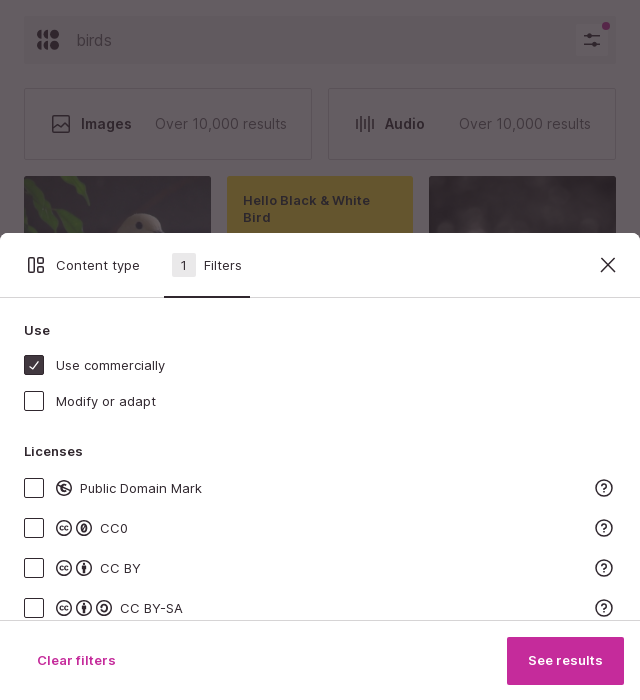 birds
Images Over 10,000 results
Audio Over 10,000 results
Hello Black & White
Bird
Content type
1 Filters
Use
Use commercially
Modify or adapt
Licenses
Public Domain Mark
CC0
CC BY
CC BY-SA
Clear filters
See results